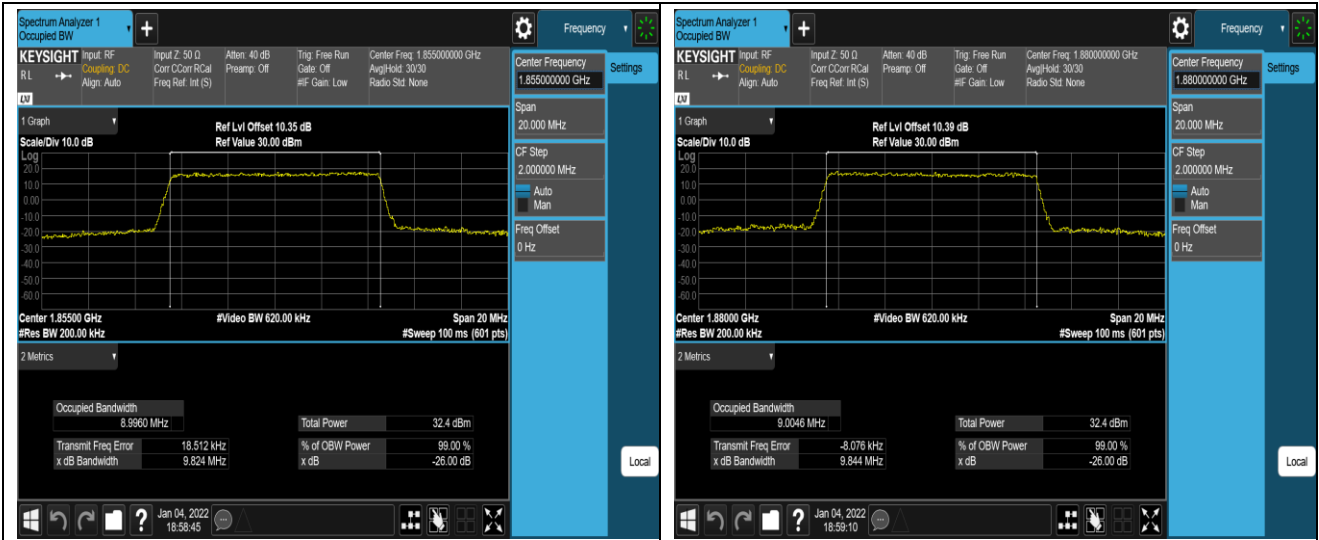 Spectrum Analyzer 1
Occupied BW
Frequency
KEYSIGHT
RL
LXI
Input: RF
Coupling: DC
Align: Auto
Input Z: 50 Ω
Corr CCorr RCal
Freq Ref: Int (S)
Atten: 40 dB
Preamp: Off
Trig: Free Run
Gate: Off
#IF Gain: Low
Center Freq: 1.855000000 GHz
Avg|Hold: 30/30
Radio Std: None
Center Frequency
1.855000000 GHz
Settings
Span
20.000 MHz
CF Step
2.000000 MHz
Auto
Man
Freq Offset
0 Hz
1 Graph
Ref Lvl Offset 10.35 dB
Scale/Div 10.0 dB
Ref Value 30.00 dBm
Log
20.0
10.0
0.00
-10.0
-20.0
-30.0
-40.0
-50.0
-60.0
Center 1.85500 GHz
#Video BW 620.00 kHz
Span 20 MHz
#Res BW 200.00 kHz
#Sweep 100 ms (601 pts)
2 Metrics
Occupied Bandwidth
8.9960 MHz
Total Power 32.4 dBm
Transmit Freq Error 18.512 kHz
% of OBW Power 99.00 %
x dB Bandwidth 9.824 MHz
x dB -26.00 dB
Local
?
Jan 04, 2022
18:58:45
Spectrum Analyzer 1
Occupied BW
Frequency
KEYSIGHT
RL
LXI
Input: RF
Coupling: DC
Align: Auto
Input Z: 50 Ω
Corr CCorr RCal
Freq Ref: Int (S)
Atten: 40 dB
Preamp: Off
Trig: Free Run
Gate: Off
#IF Gain: Low
Center Freq: 1.880000000 GHz
Avg|Hold: 30/30
Radio Std: None
Center Frequency
1.880000000 GHz
Settings
Span
20.000 MHz
CF Step
2.000000 MHz
Auto
Man
Freq Offset
0 Hz
1 Graph
Ref Lvl Offset 10.39 dB
Scale/Div 10.0 dB
Ref Value 30.00 dBm
Log
20.0
10.0
0.00
-10.0
-20.0
-30.0
-40.0
-50.0
-60.0
Center 1.88000 GHz
#Video BW 620.00 kHz
Span 20 MHz
#Res BW 200.00 kHz
#Sweep 100 ms (601 pts)
2 Metrics
Occupied Bandwidth
9.0046 MHz
Total Power 32.4 dBm
Transmit Freq Error -8.076 kHz
% of OBW Power 99.00 %
x dB Bandwidth 9.844 MHz
x dB -26.00 dB
Local
?
Jan 04, 2022
18:59:10